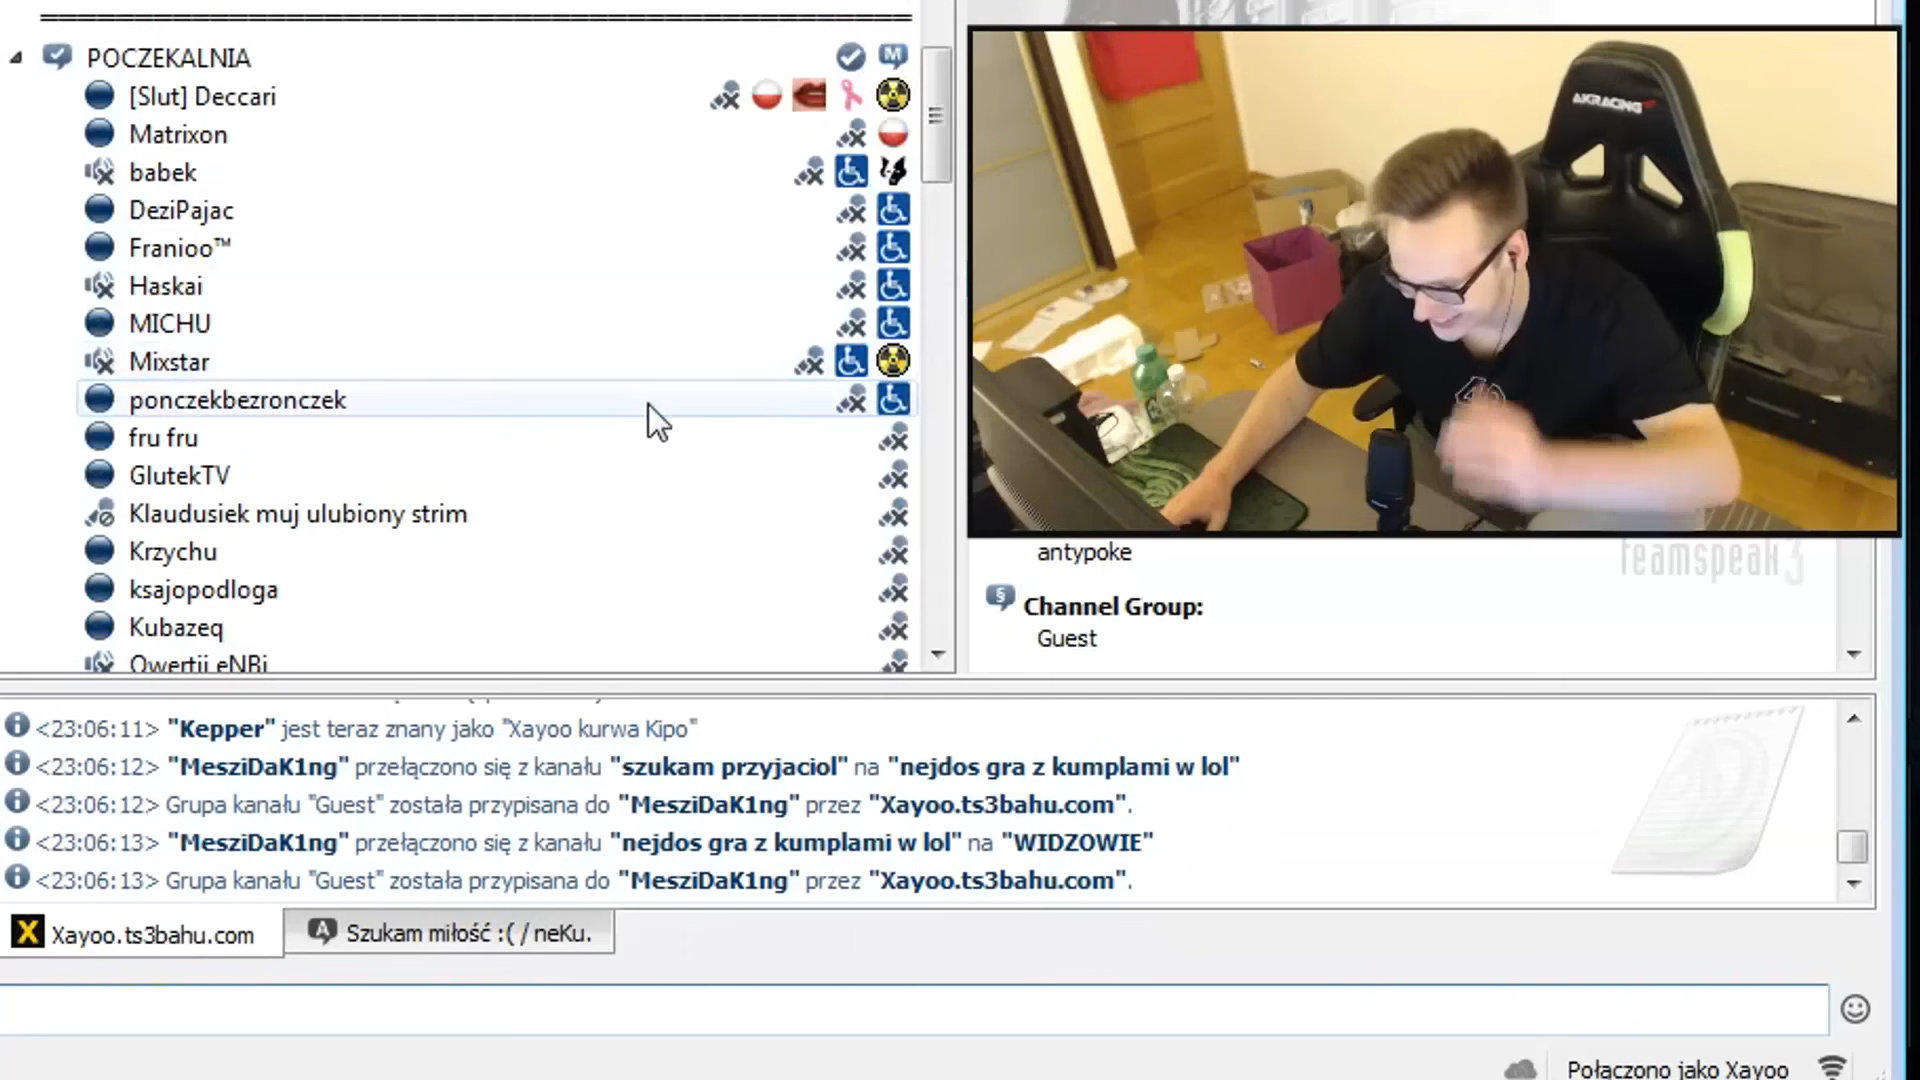 POCZEKALNIA
M
[Slut] Deccari
Matrixon
babek
DeziPajac
Franioo™
Haskai
MICHU
Mixstar
ponczekbezronczek
fru fru
GlutekTV
Klaudusiek muj ulubiony strim
Krzychu
ksajopodloga
Kubazeq
Qwertii eNBi
AKRACING
antypoke
teamspeak 3
Channel Group:
Guest
<23:06:11> "Kepper" jest teraz znany jako "Xayoo kurwa Kipo"
<23:06:12> "MesziDaK1ng" przełączono się z kanału "szukam przyjaciol" na "nejdos gra z kumplami w lol"
<23:06:12> Grupa kanału "Guest" została przypisana do "MesziDaK1ng" przez "Xayoo.ts3bahu.com".
<23:06:13> "MesziDaK1ng" przełączono się z kanału "nejdos gra z kumplami w lol" na "WIDZOWIE"
<23:06:13> Grupa kanału "Guest" została przypisana do "MesziDaK1ng" przez "Xayoo.ts3bahu.com".
X Xayoo.ts3bahu.com
A Szukam miłość :( / neKu.
Połączono jako Xayoo